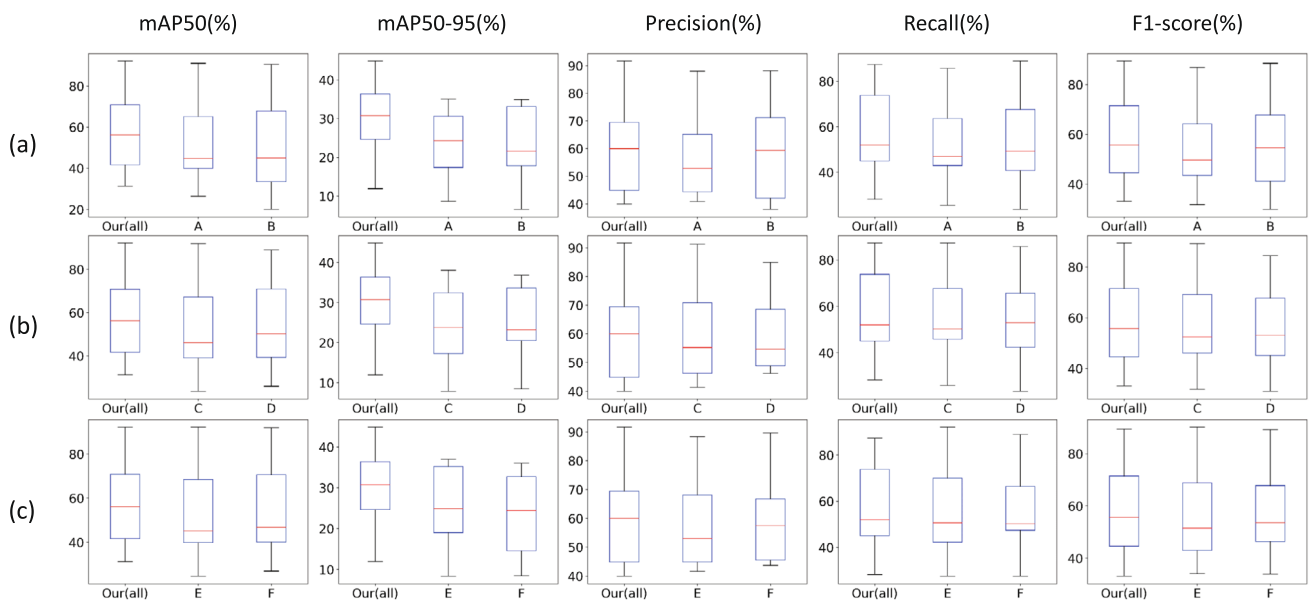 mAP50(%) mAP50-95(%) Precision(%) Recall(%) F1-score(%)
(a)
80 60 40 20
40 30 20 10
90 80 70 60 50 40
80 60 40
80 60 40
Our(all) A B Our(all) A B Our(all) A B Our(all) A B Our(all) A B
(b)
80 60 40
40 30 20 10
90 80 70 60 50 40
80 60 40
80 60 40
Our(all) C D Our(all) C D Our(all) C D Our(all) C D Our(all) C D
(c)
80 60 40
40 30 20 10
90 80 70 60 50 40
80 60 40
80 60 40
Our(all) E F Our(all) E F Our(all) E F Our(all) E F Our(all) E F